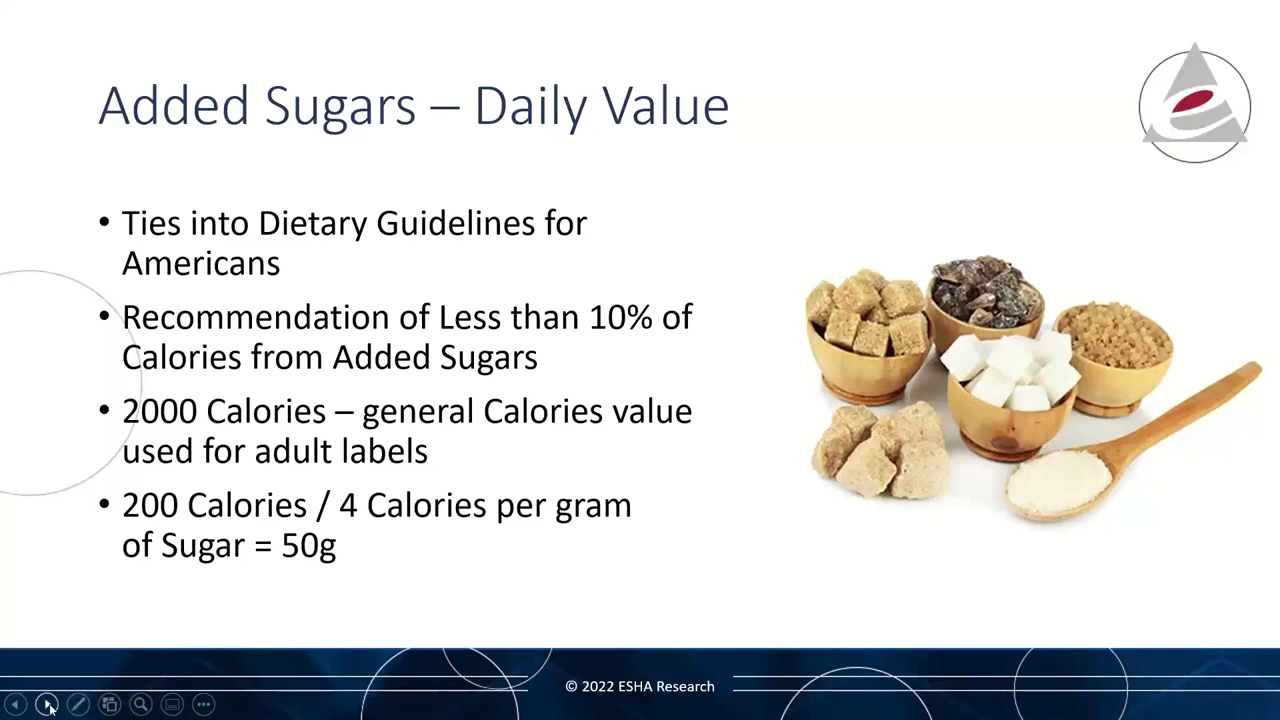 Added Sugars – Daily Value
• Ties into Dietary Guidelines for
Americans
• Recommendation of Less than 10% of
Calories from Added Sugars
• 2000 Calories – general Calories value
used for adult labels
• 200 Calories / 4 Calories per gram
of Sugar = 50g
© 2022 ESHA Research